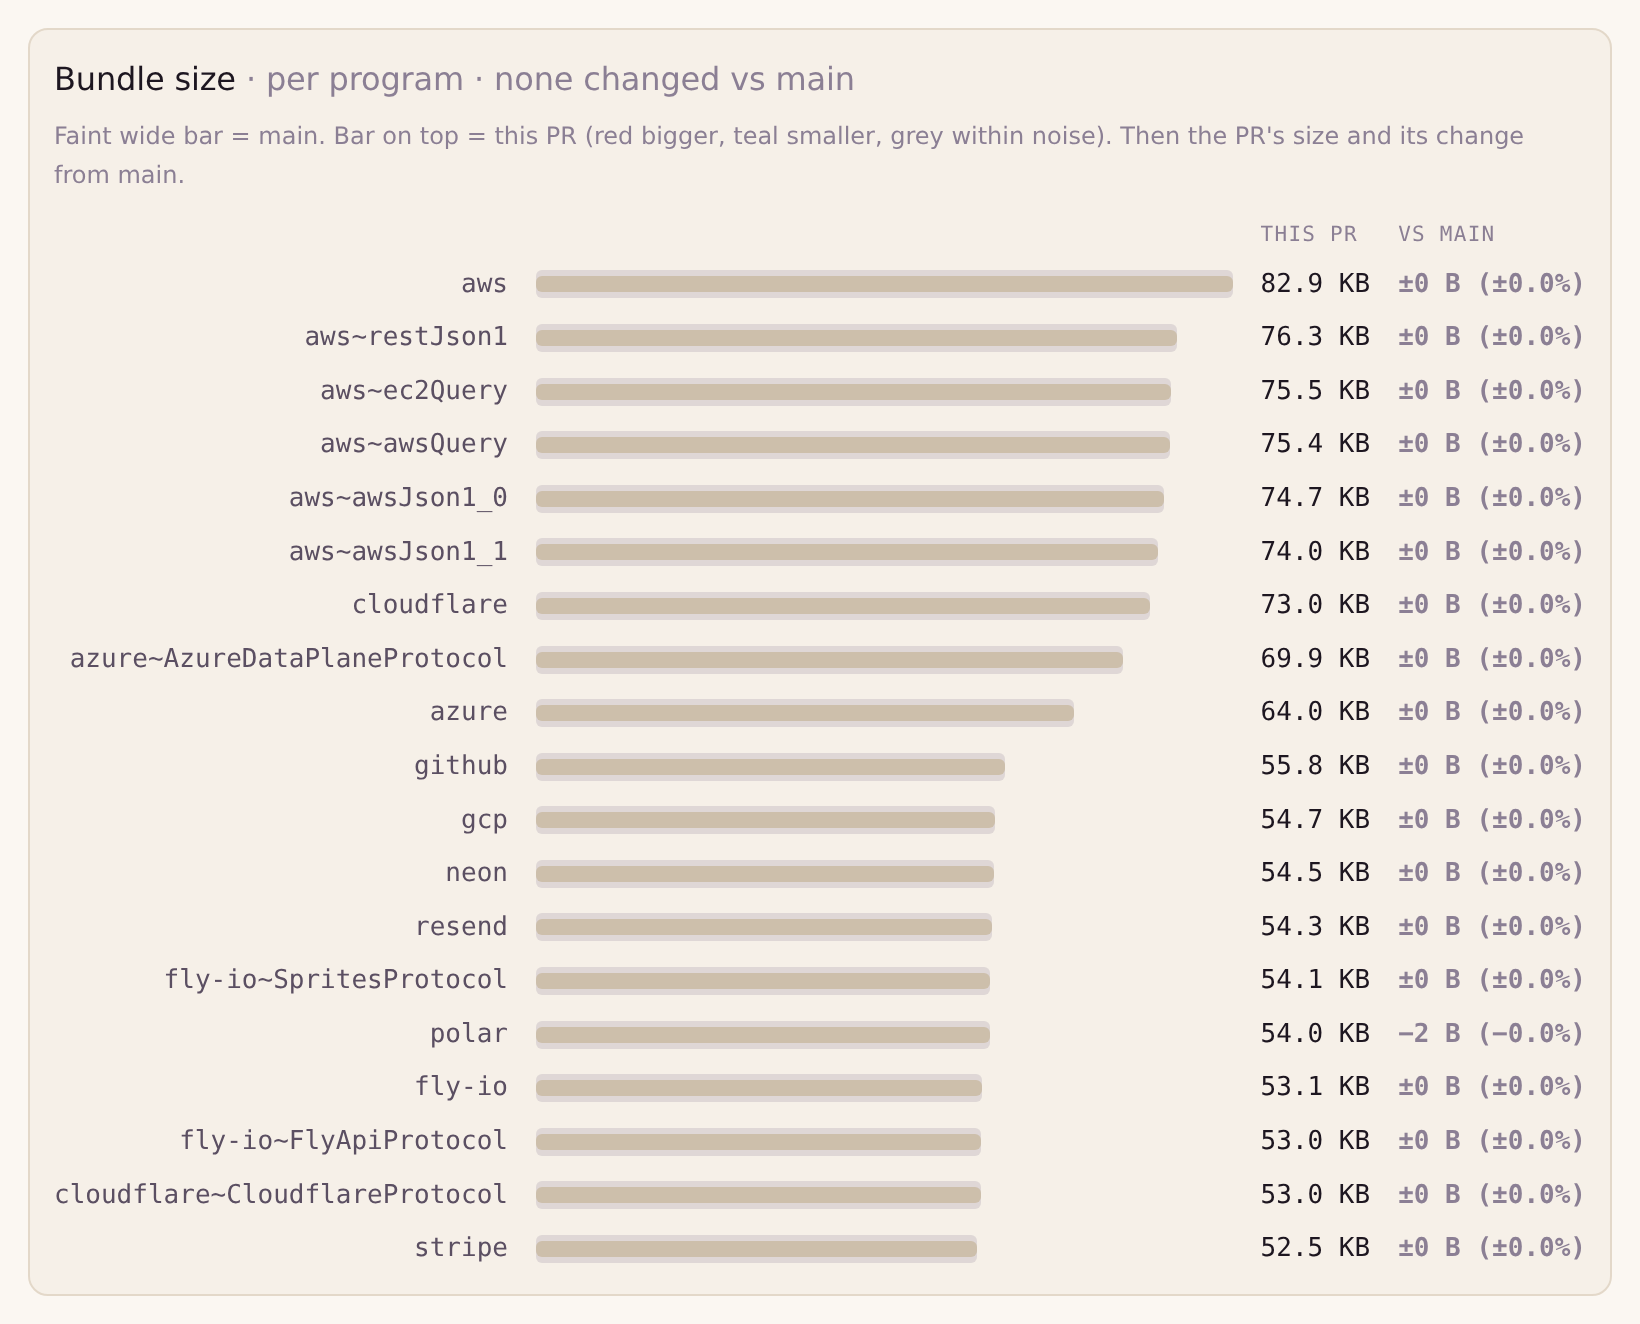 Bundle size · per program · none changed vs main
Faint wide bar = main. Bar on top = this PR (red bigger, teal smaller, grey within noise). Then the PR's size and its change
from main.
THIS PR VS MAIN
aws 82.9 KB ±0 B (±0.0%)
aws~restJson1 76.3 KB ±0 B (±0.0%)
aws~ec2Query 75.5 KB ±0 B (±0.0%)
aws~awsQuery 75.4 KB ±0 B (±0.0%)
aws~awsJson1_0 74.7 KB ±0 B (±0.0%)
aws~awsJson1_1 74.0 KB ±0 B (±0.0%)
cloudflare 73.0 KB ±0 B (±0.0%)
azure~AzureDataPlaneProtocol 69.9 KB ±0 B (±0.0%)
azure 64.0 KB ±0 B (±0.0%)
github 55.8 KB ±0 B (±0.0%)
gcp 54.7 KB ±0 B (±0.0%)
neon 54.5 KB ±0 B (±0.0%)
resend 54.3 KB ±0 B (±0.0%)
fly-io~SpritesProtocol 54.1 KB ±0 B (±0.0%)
polar 54.0 KB −2 B (−0.0%)
fly-io 53.1 KB ±0 B (±0.0%)
fly-io~FlyApiProtocol 53.0 KB ±0 B (±0.0%)
cloudflare~CloudflareProtocol 53.0 KB ±0 B (±0.0%)
stripe 52.5 KB ±0 B (±0.0%)